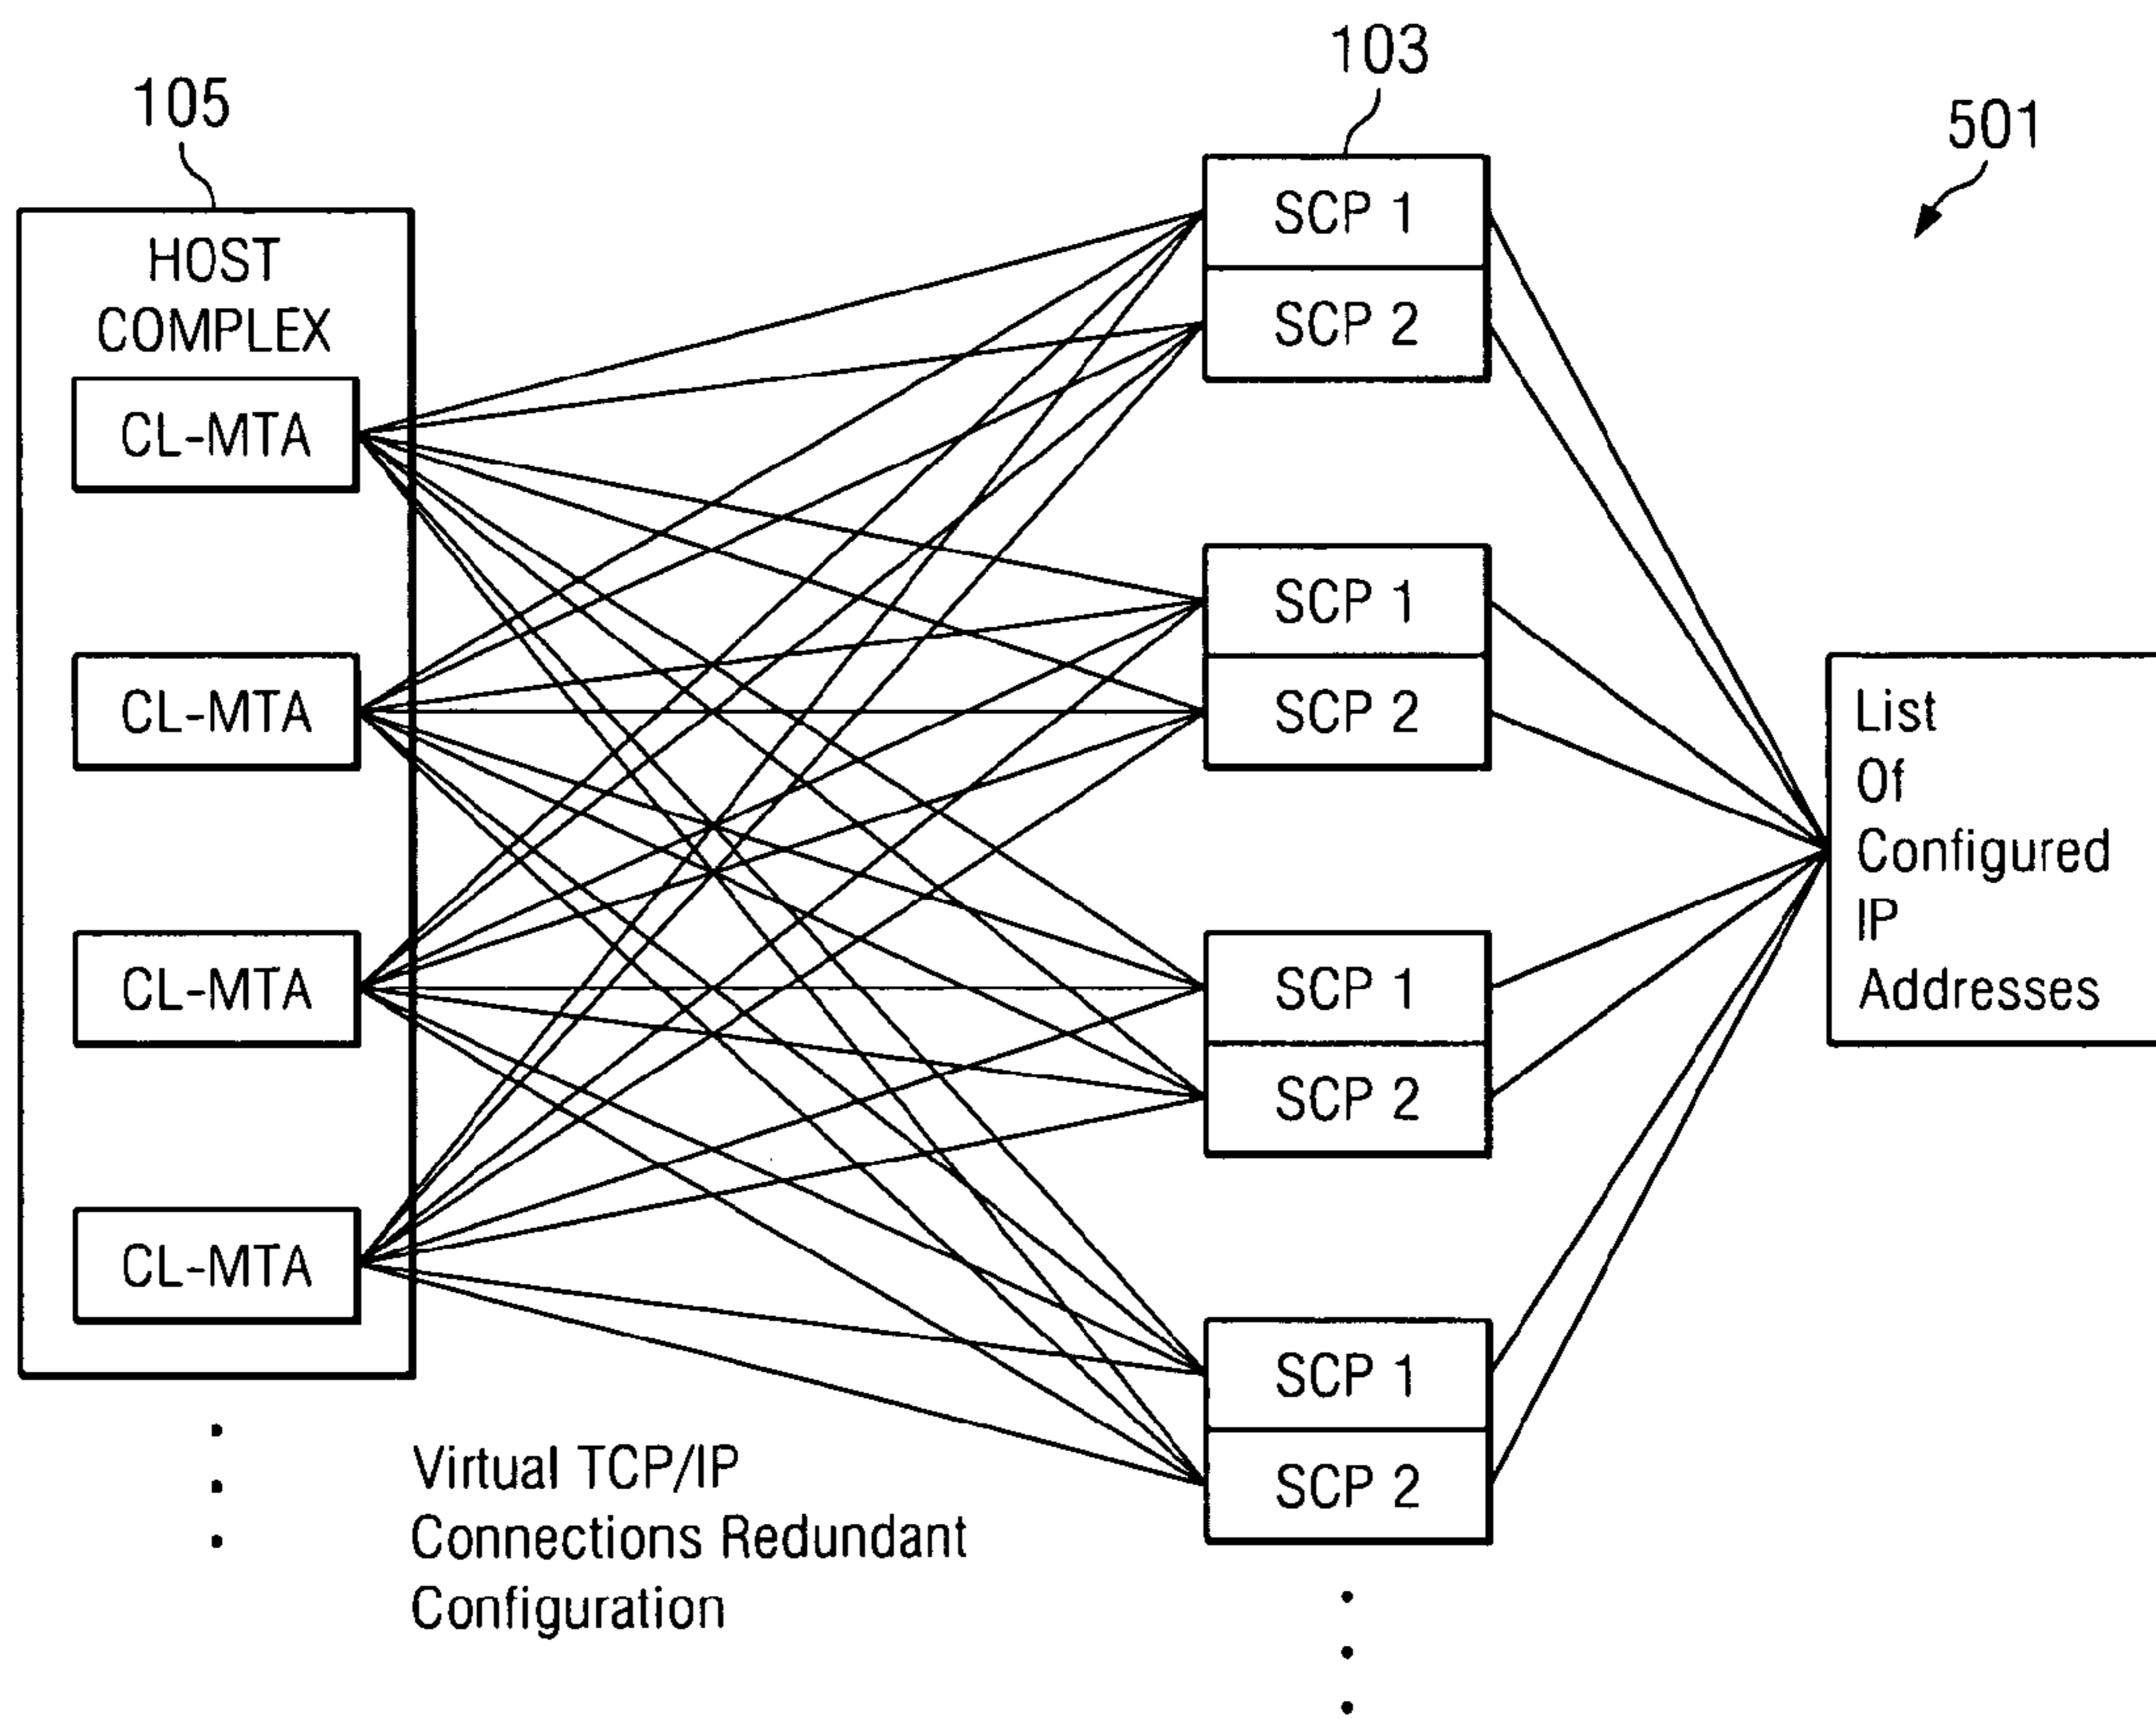 105
103
501
HOST
COMPLEX
CL-MTA
CL-MTA
CL-MTA
CL-MTA
SCP 1
SCP 2
SCP 1
SCP 2
SCP 1
SCP 2
SCP 1
SCP 2
List
Of
Configured
IP
Addresses
Virtual TCP/IP
Connections Redundant
Configuration